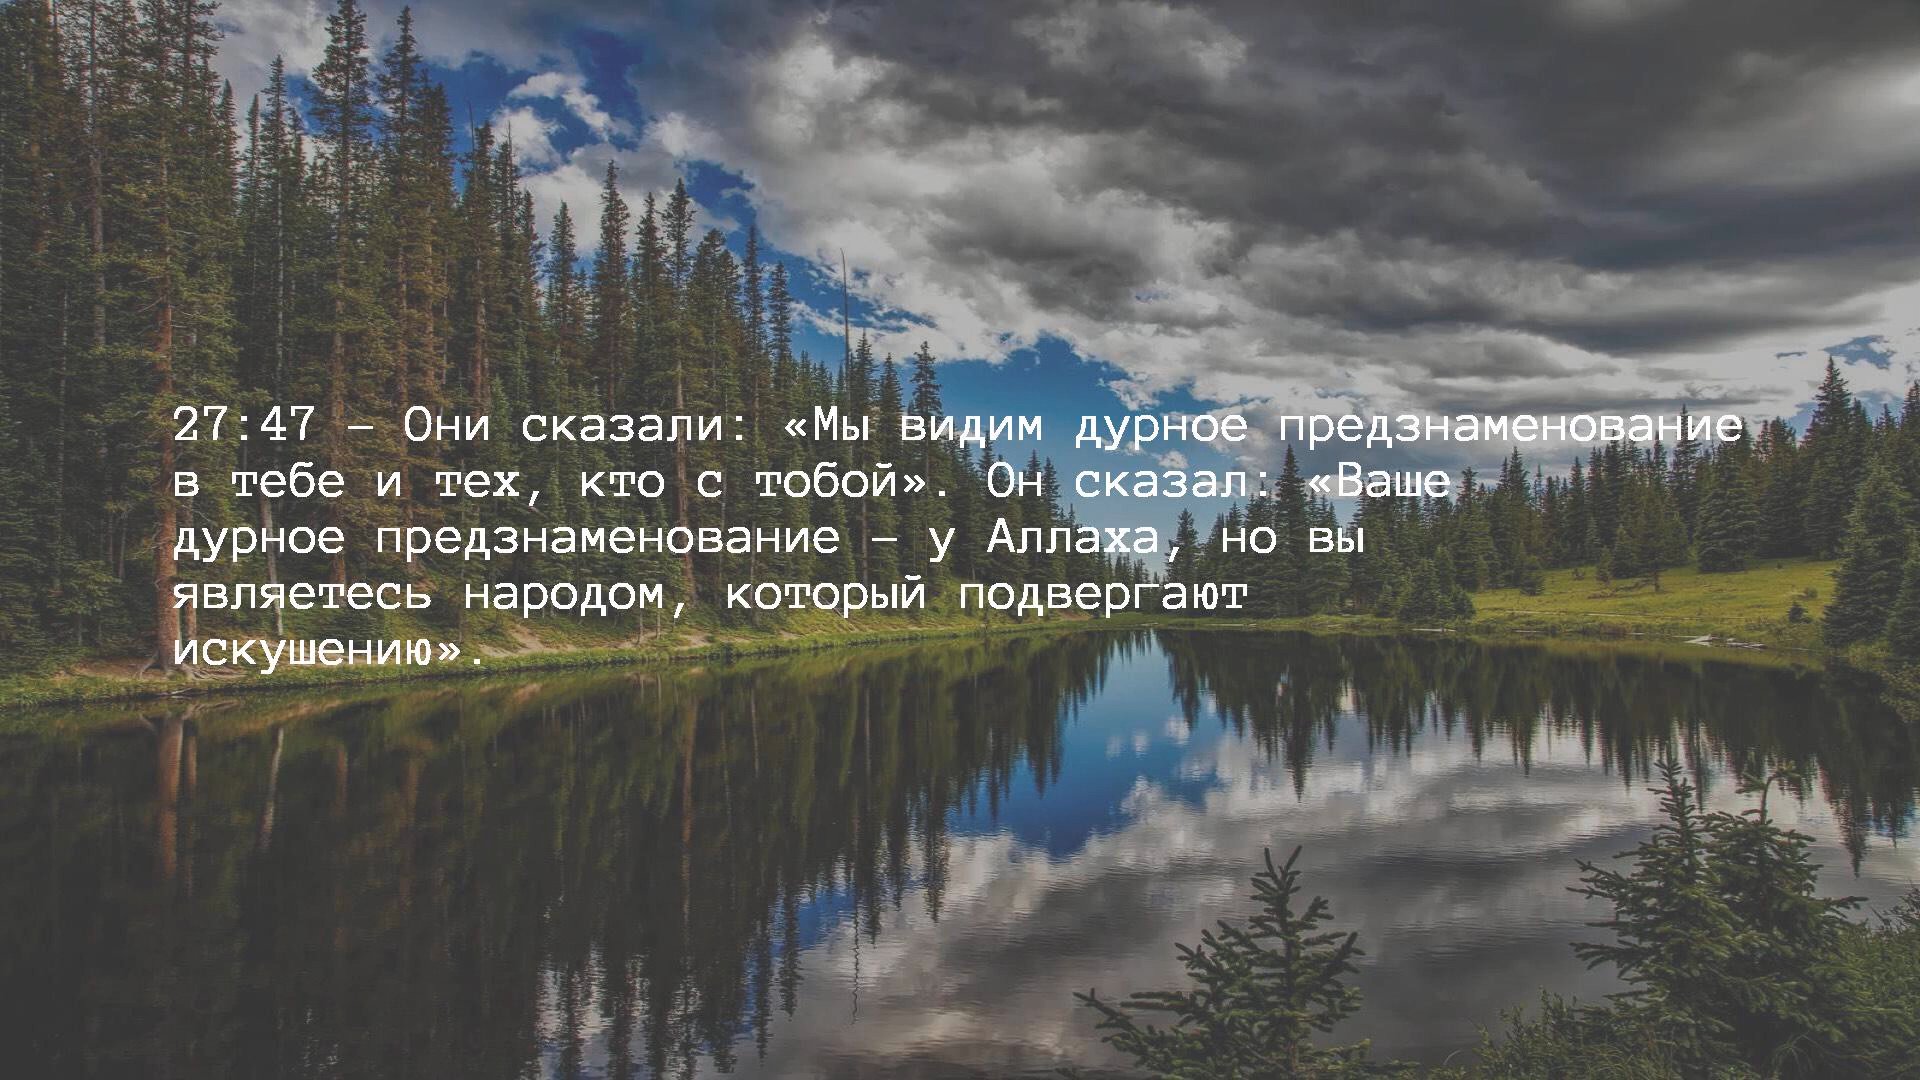 27:47 – Они сказали: «Мы видим дурное предзнаменование
в тебе и тех, кто с тобой». Он сказал: «Ваше
дурное предзнаменование – у Аллаха, но вы
являетесь народом, который подвергают
искушению».